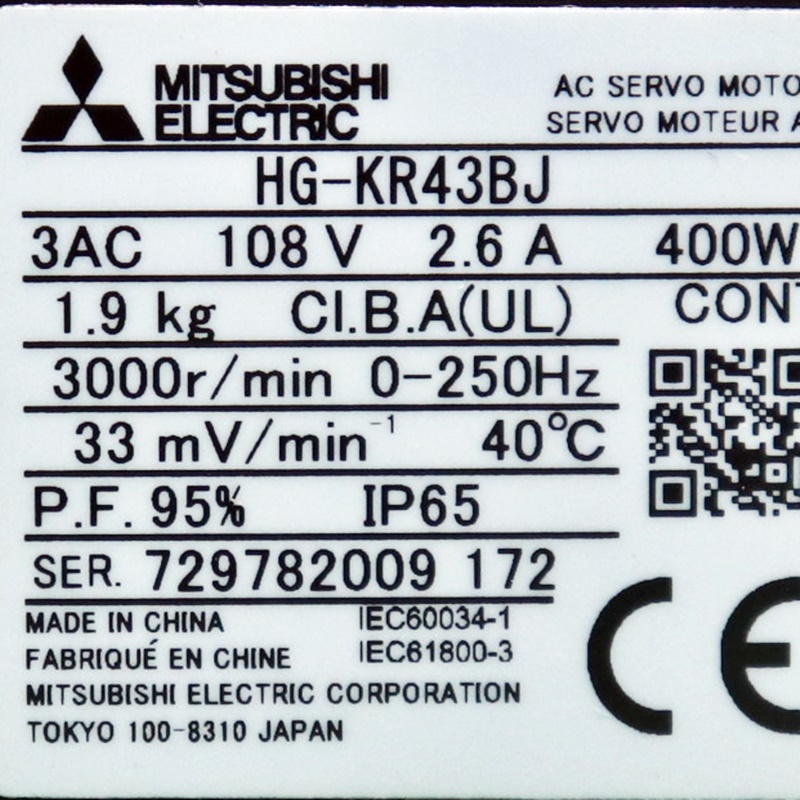 MITSUBISHI
ELECTRIC
AC SERVO MOTO
SERVO MOTEUR A
HG-KR43BJ
3AC 108 V 2.6 A 400W
1.9 kg Cl.B.A(UL) CONT
3000r/min 0-250Hz
33 mV/min⁻¹ 40℃
P.F. 95% IP65
SER. 729782009 172
MADE IN CHINA IEC60034-1
FABRIQUÉ EN CHINE IEC61800-3
MITSUBISHI ELECTRIC CORPORATION
TOKYO 100-8310 JAPAN
CE